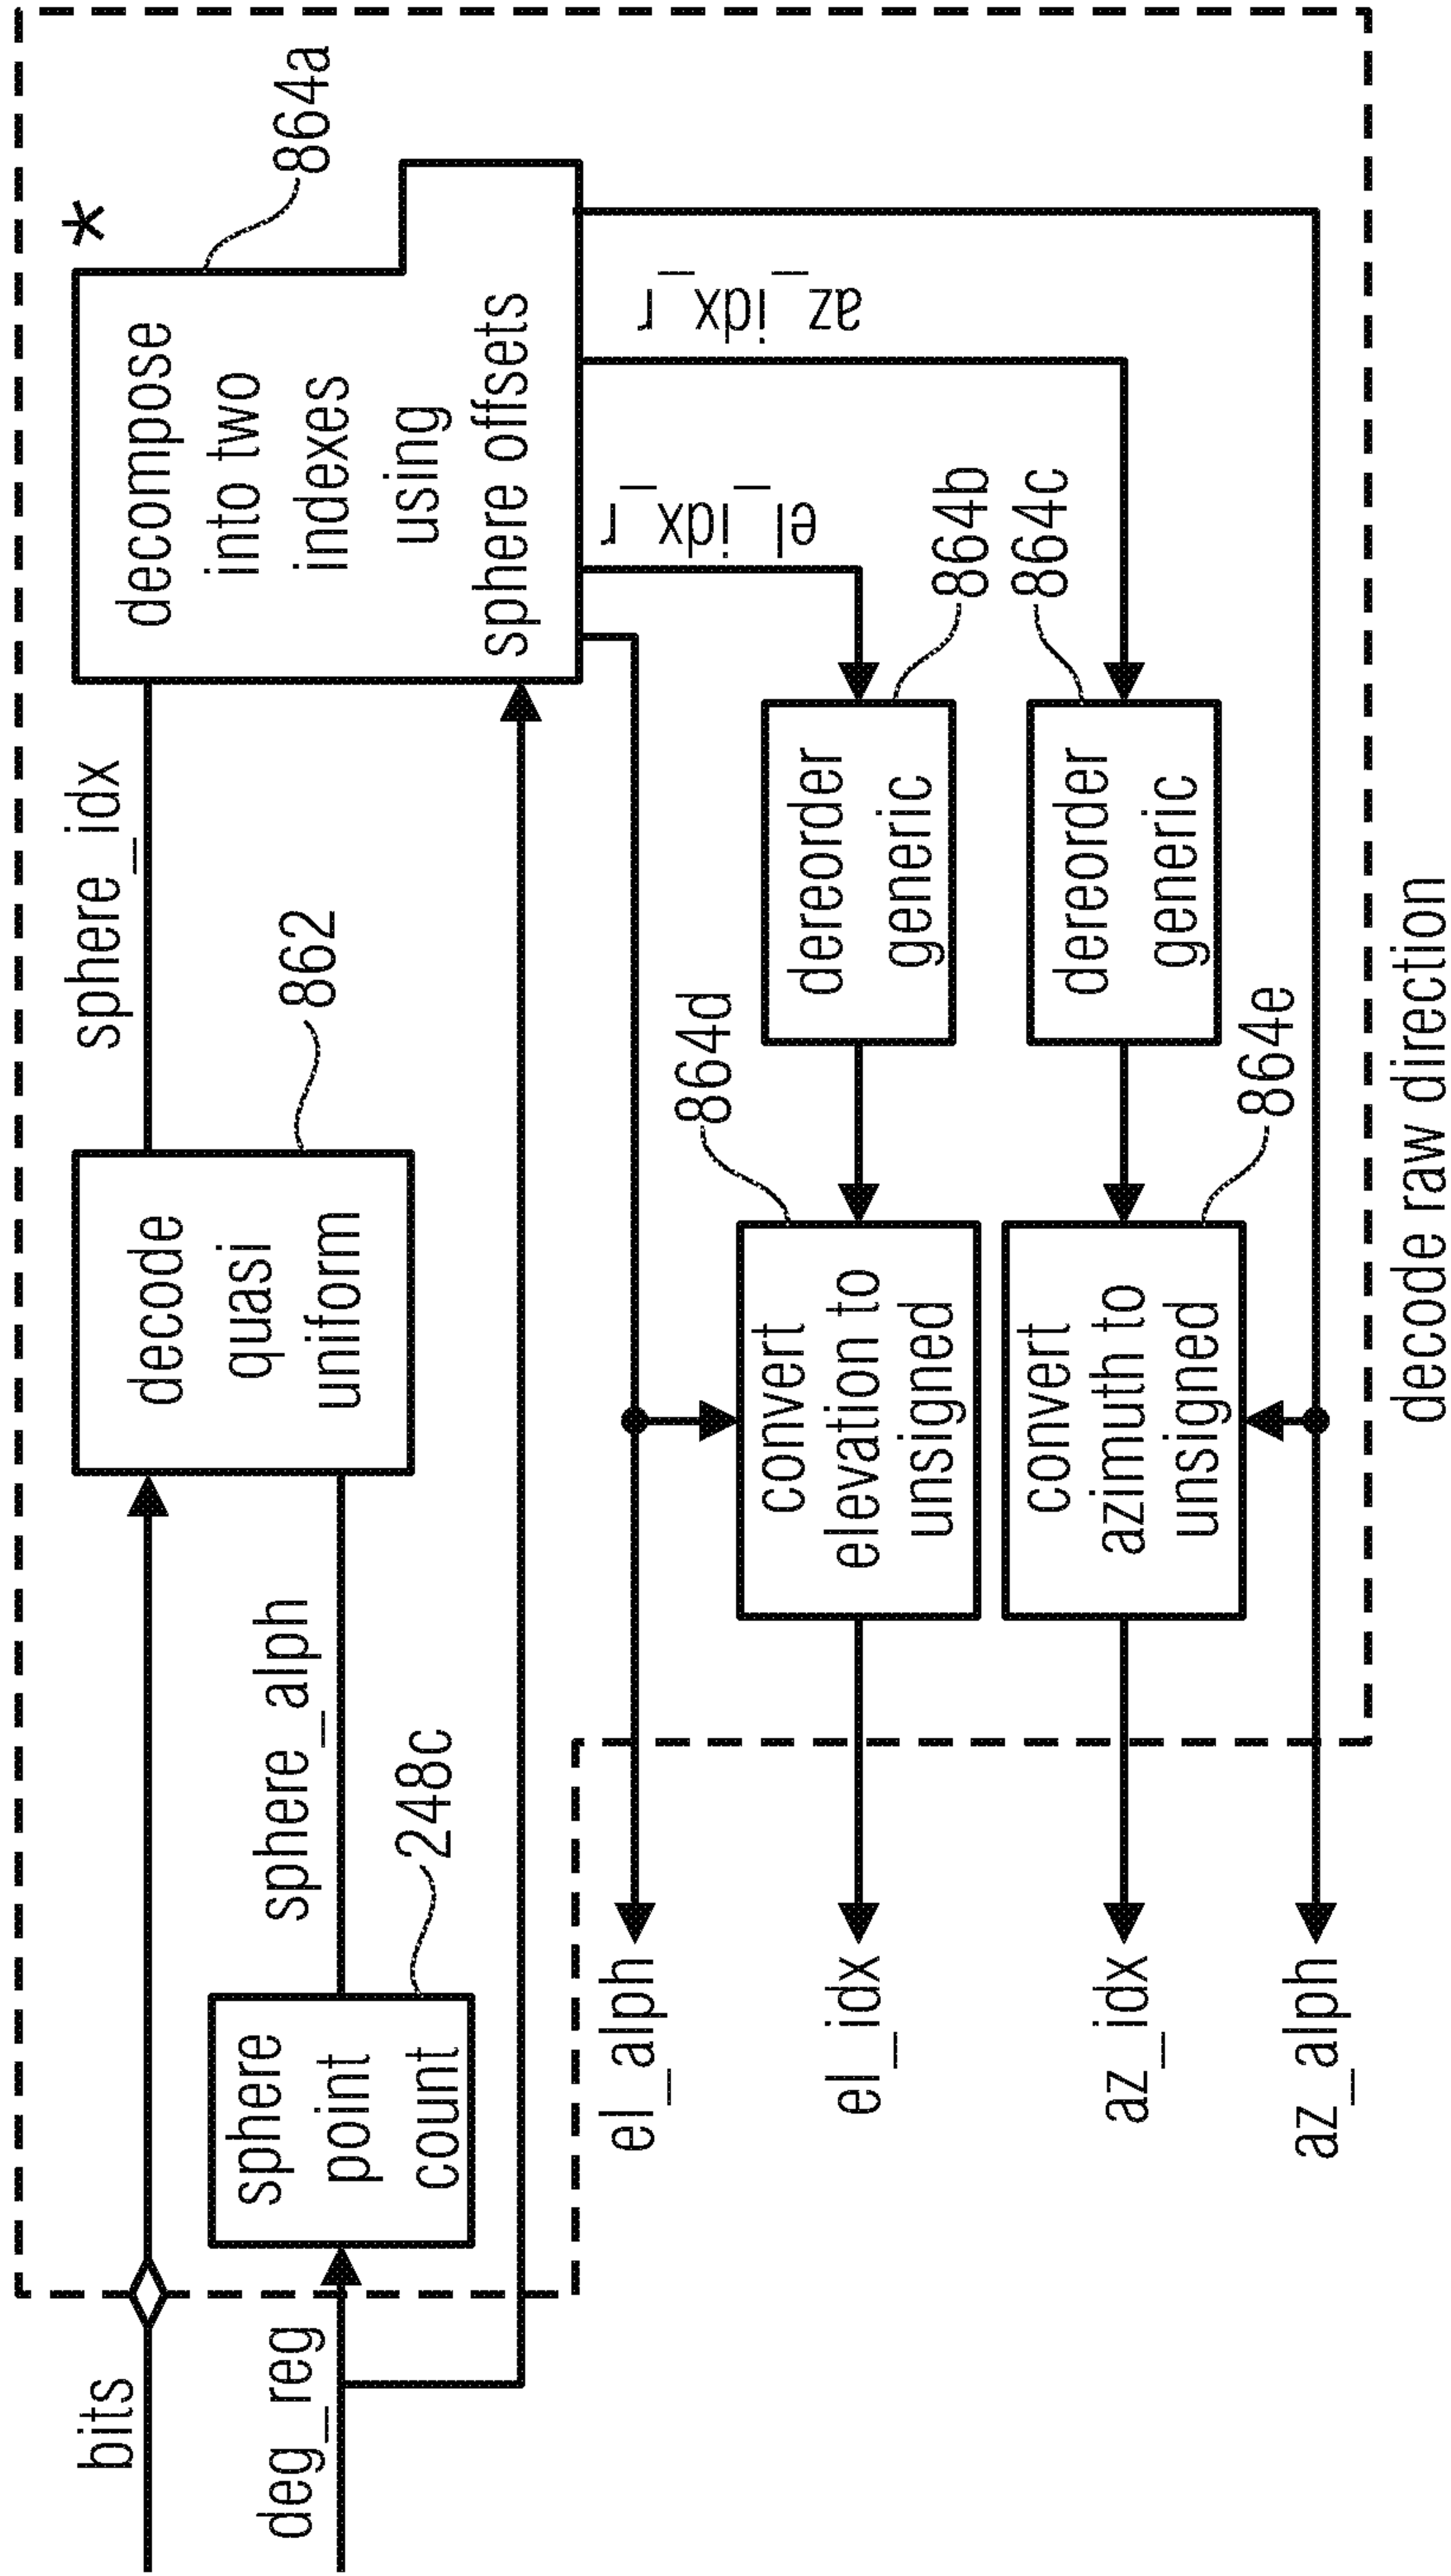 bits
deg_reg
sphere
point
count
248c
sphere_alph
decode
quasi
uniform
862
sphere_idx
decompose
into two
indexes
using
sphere offsets
*
864a
el_idx_r
az_idx_r
864b
864c
dereorder
generic
dereorder
generic
864d
864e
convert
elevation to
unsigned
convert
azimuth to
unsigned
el_alph
el_idx
az_idx
az_alph
decode raw direction